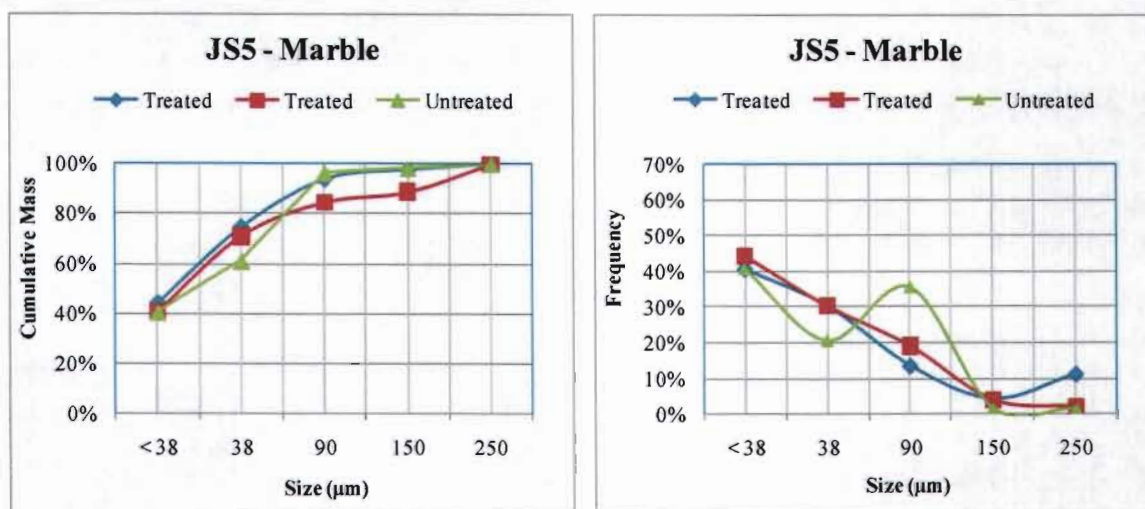 JS5 - Marble
Treated Treated Untreated
Cumulative Mass
100%
80%
60%
40%
20%
0%
<38 38 90 150 250
Size (µm)
JS5 - Marble
Treated Treated Untreated
Frequency
70%
60%
50%
40%
30%
20%
10%
0%
<38 38 90 150 250
Size (µm)